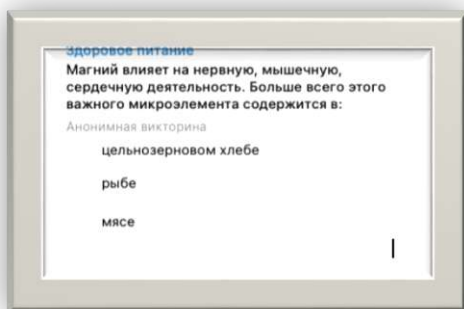 Здоровое питание
Магний влияет на нервную, мышечную,
сердечную деятельность. Больше всего этого
важного микроэлемента содержится в:
Анонимная викторина
цельнозерновом хлебе
рыбе
мясе